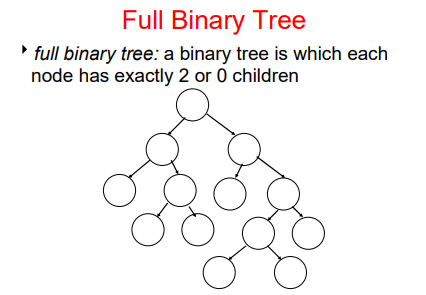 Full Binary Tree
full binary tree: a binary tree is which each
node has exactly 2 or 0 children